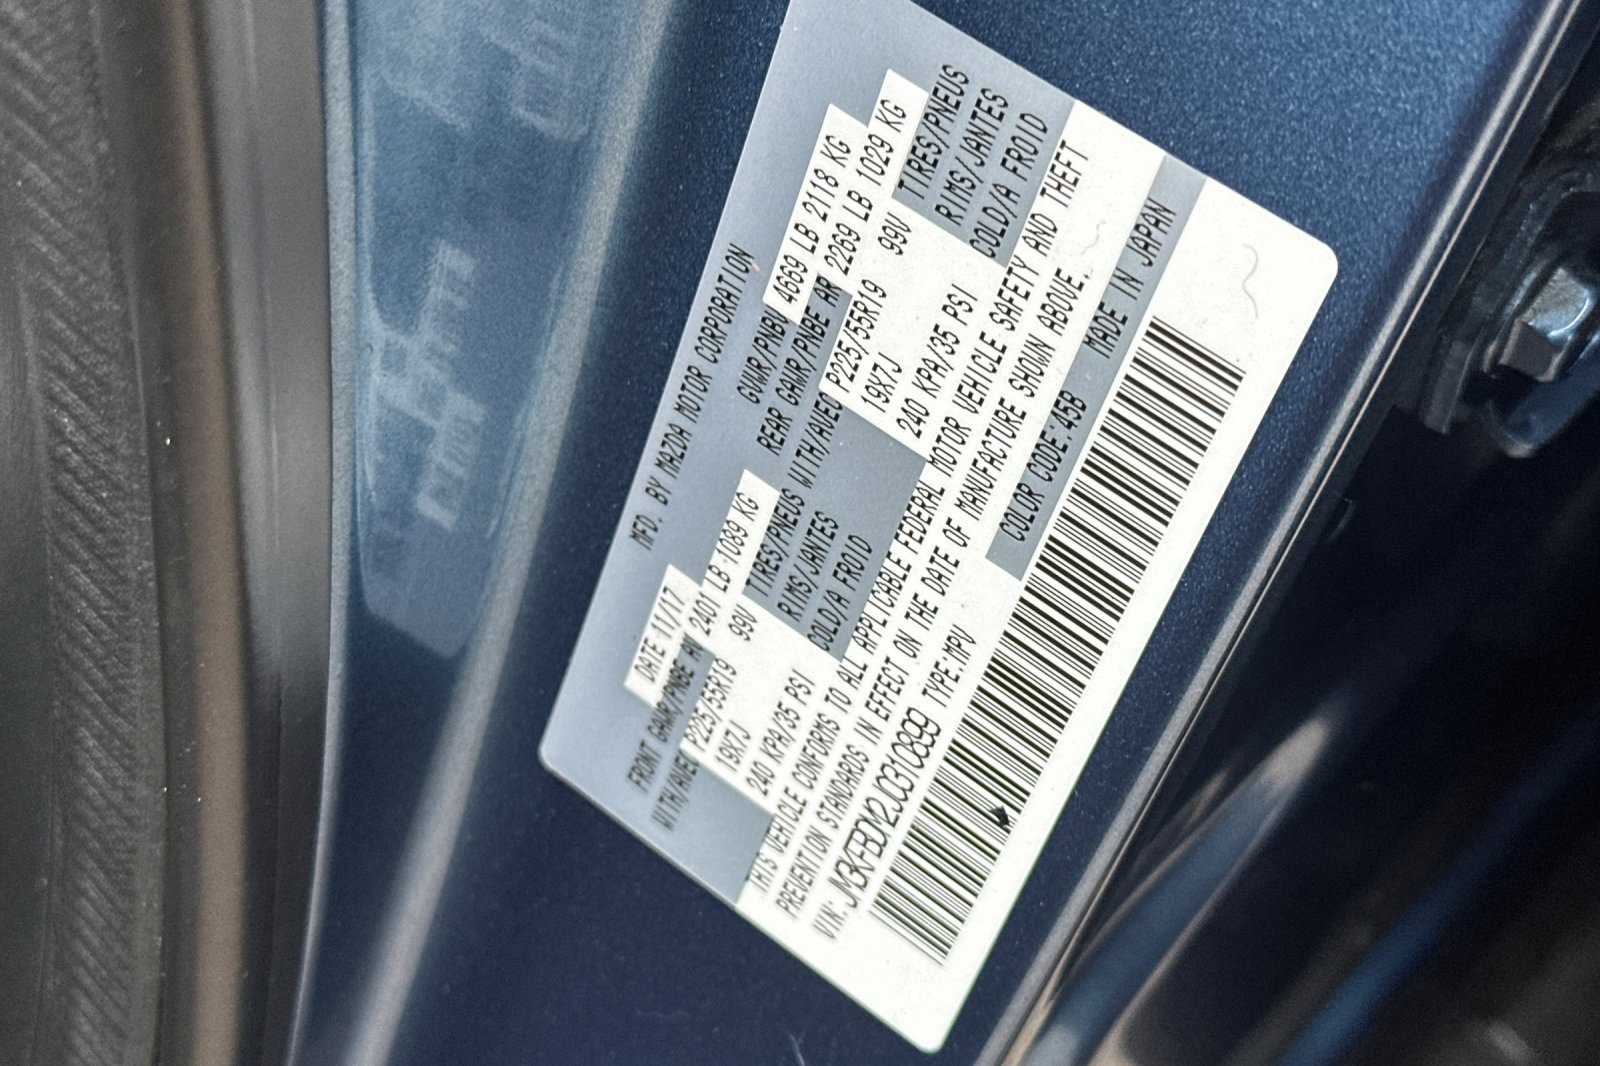 MFD. BY MAZDA MOTOR CORPORATION
DATE 11/17 GVWR/PNBV 4669 LB 2118 KG
FRONT GAWR/PNBE AV 2401 LB 1089 KG REAR GAWR/PNBE AR 2269 LB 1029 KG
WITH/AVEC P225/55R19 99V TIRES/PNEUS WITH/AVEC P225/55R19 99V TIRES/PNEUS
19X7J RIMS/JANTES 19X7J RIMS/JANTES
240 KPA/35 PSI COLD/A FROID 240 KPA/35 PSI COLD/A FROID
THIS VEHICLE CONFORMS TO ALL APPLICABLE FEDERAL MOTOR VEHICLE SAFETY AND THEFT
PREVENTION STANDARDS IN EFFECT ON THE DATE OF MANUFACTURE SHOWN ABOVE.
VIN: JM3KFBDM2J0310899 TYPE:MPV COLOR CODE:45B MADE IN JAPAN